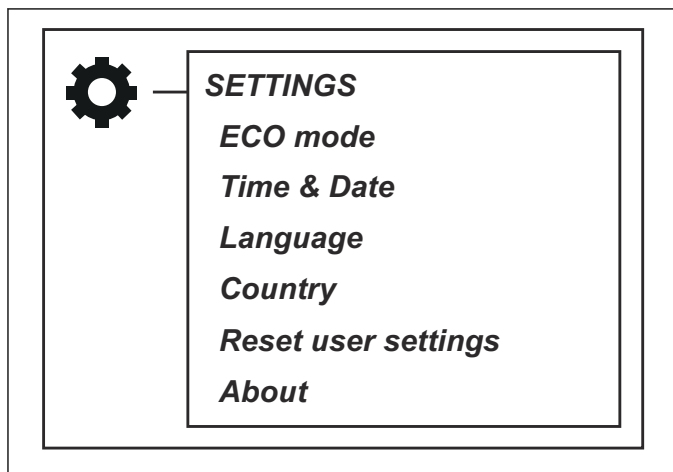 SETTINGS
ECO mode
Time & Date
Language
Country
Reset user settings
About